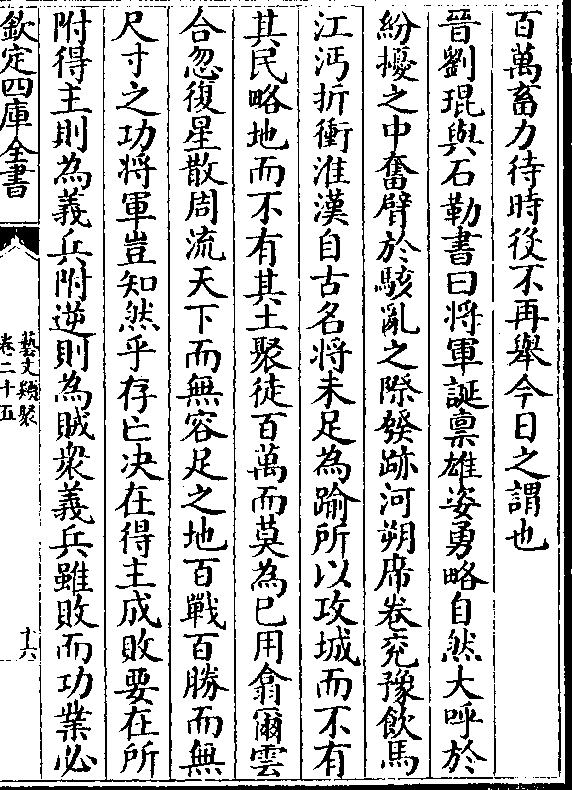 百萬畜力待時後不再舉今日之謂也
晉劉琨與石勒書曰將軍誕禀雄姿勇略自然大呼於
紛擾之中奮臂於駭亂之際發跡河朔席卷兖豫飲馬
江沔折衝淮漢自古名將未足為踰所以攻城而不有
其民略地而不有其土聚徒百萬而莫為已用翕爾雲
合忽復星散周流天下而無容足之地百戰百勝而無
尺寸之功將軍豈知然乎存亡决在得主成敗要在所
附得主則為義兵附逆則為賊衆義兵雖敗而功業必
欽定四庫全書
藝文類聚
卷二十五
十六